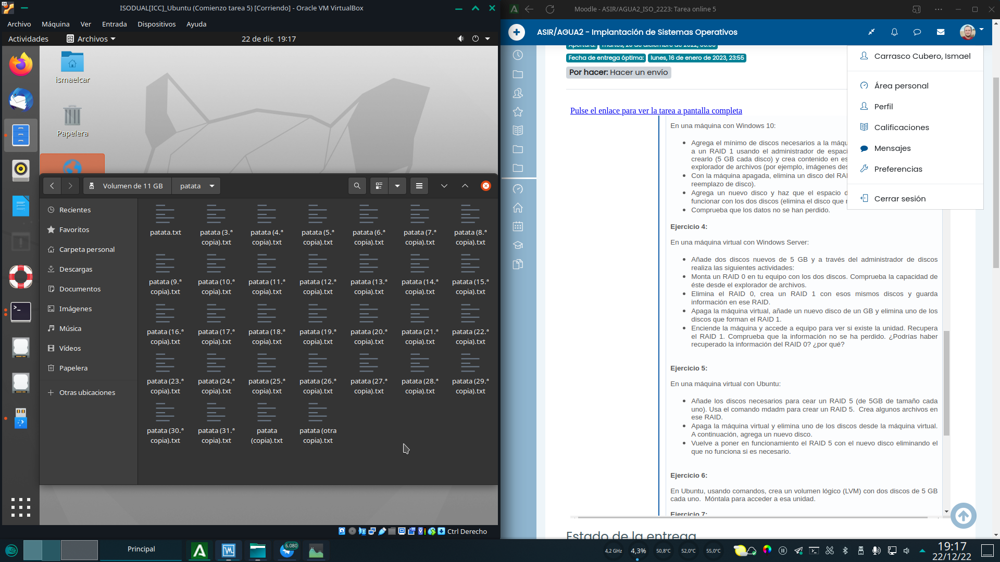 ISODUAL[ICC]_Ubuntu (Comienzo tarea 5) [Corriendo] - Oracle VM VirtualBox
Archivo Máquina Ver Entrada Dispositivos Ayuda
Actividades Archivos 22 de dic 19:17
ismaelcar
Papelera
Volumen de 11 GB patata
Recientes
Favoritos
Carpeta personal
Descargas
Documentos
Imágenes
Música
Vídeos
Papelera
Otras ubicaciones
patata.txt patata (3.ª copia).txt patata (4.ª copia).txt patata (5.ª copia).txt patata (6.ª copia).txt patata (7.ª copia).txt patata (8.ª copia).txt
patata (9.ª copia).txt patata (10.ª copia).txt patata (11.ª copia).txt patata (12.ª copia).txt patata (13.ª copia).txt patata (14.ª copia).txt patata (15.ª copia).txt
patata (16.ª copia).txt patata (17.ª copia).txt patata (18.ª copia).txt patata (19.ª copia).txt patata (20.ª copia).txt patata (21.ª copia).txt patata (22.ª copia).txt
patata (23.ª copia).txt patata (24.ª copia).txt patata (25.ª copia).txt patata (26.ª copia).txt patata (27.ª copia).txt patata (28.ª copia).txt patata (29.ª copia).txt
patata (30.ª copia).txt patata (31.ª copia).txt patata (copia).txt patata (otra copia).txt
Ctrl Derecho
Moodle - ASIR/AGUA2_ISO_2223: Tarea online 5
ASIR/AGUA2 - Implantación de Sistemas Operativos
Fecha de entrega óptima: lunes, 16 de enero de 2023, 23:55
Por hacer: Hacer un envío
Carrasco Cubero, Ismael
Área personal
Perfil
Calificaciones
Mensajes
Preferencias
Cerrar sesión
Pulse el enlace para ver la tarea a pantalla completa
En una máquina con Windows 10:
Agrega el mínimo de discos necesarios a la
a un RAID 1 usando el administrador de
crearlo (5 GB cada disco) y crea contenido en
explorador de archivos (por ejemplo, imágenes
Con la máquina apagada, elimina un disco del
reemplazo de disco).
Agrega un nuevo disco y haz que el espacio
funcionar con los dos discos (elimina el disco que
Comprueba que los datos no se han perdido.
Ejercicio 4:
En una máquina virtual con Windows Server:
Añade dos discos nuevos de 5 GB y a través del administrador de discos
realiza las siguientes actividades:
Monta un RAID 0 en tu equipo con los dos discos. Comprueba la capacidad de
éste desde el explorador de archivos.
Elimina el RAID 0, crea un RAID 1 con esos mismos discos y guarda
información en ese RAID.
Apaga la máquina virtual, añade un nuevo disco de un GB y elimina uno de los
discos que forman el RAID 1.
Enciende la máquina y accede a equipo para ver si existe la unidad. Recupera
el RAID 1. Comprueba que la información no se ha perdido. ¿Podrías haber
recuperado la información del RAID 0? ¿por qué?
Ejercicio 5:
En una máquina virtual con Ubuntu:
Añade los discos necesarios para cear un RAID 5 (de 5GB de tamaño cada
uno). Usa el comando mdadm para crear un RAID 5. Crea algunos archivos en
ese RAID.
Apaga la máquina virtual y elimina uno de los discos desde la máquina virtual.
A continuación, agrega un nuevo disco.
Vuelve a poner en funcionamiento el RAID 5 con el nuevo disco eliminando el
que no funciona si es necesario.
Ejercicio 6:
En Ubuntu, usando comandos, crea un volumen lógico (LVM) con dos discos de 5 GB
cada uno. Móntala para acceder a esa unidad.
Ejercicio 7:
Estado de la entrega
Principal
6.080
4,2 GHz 4,3% 50,8°C 52,0°C 55,0°C
19:17
22/12/22